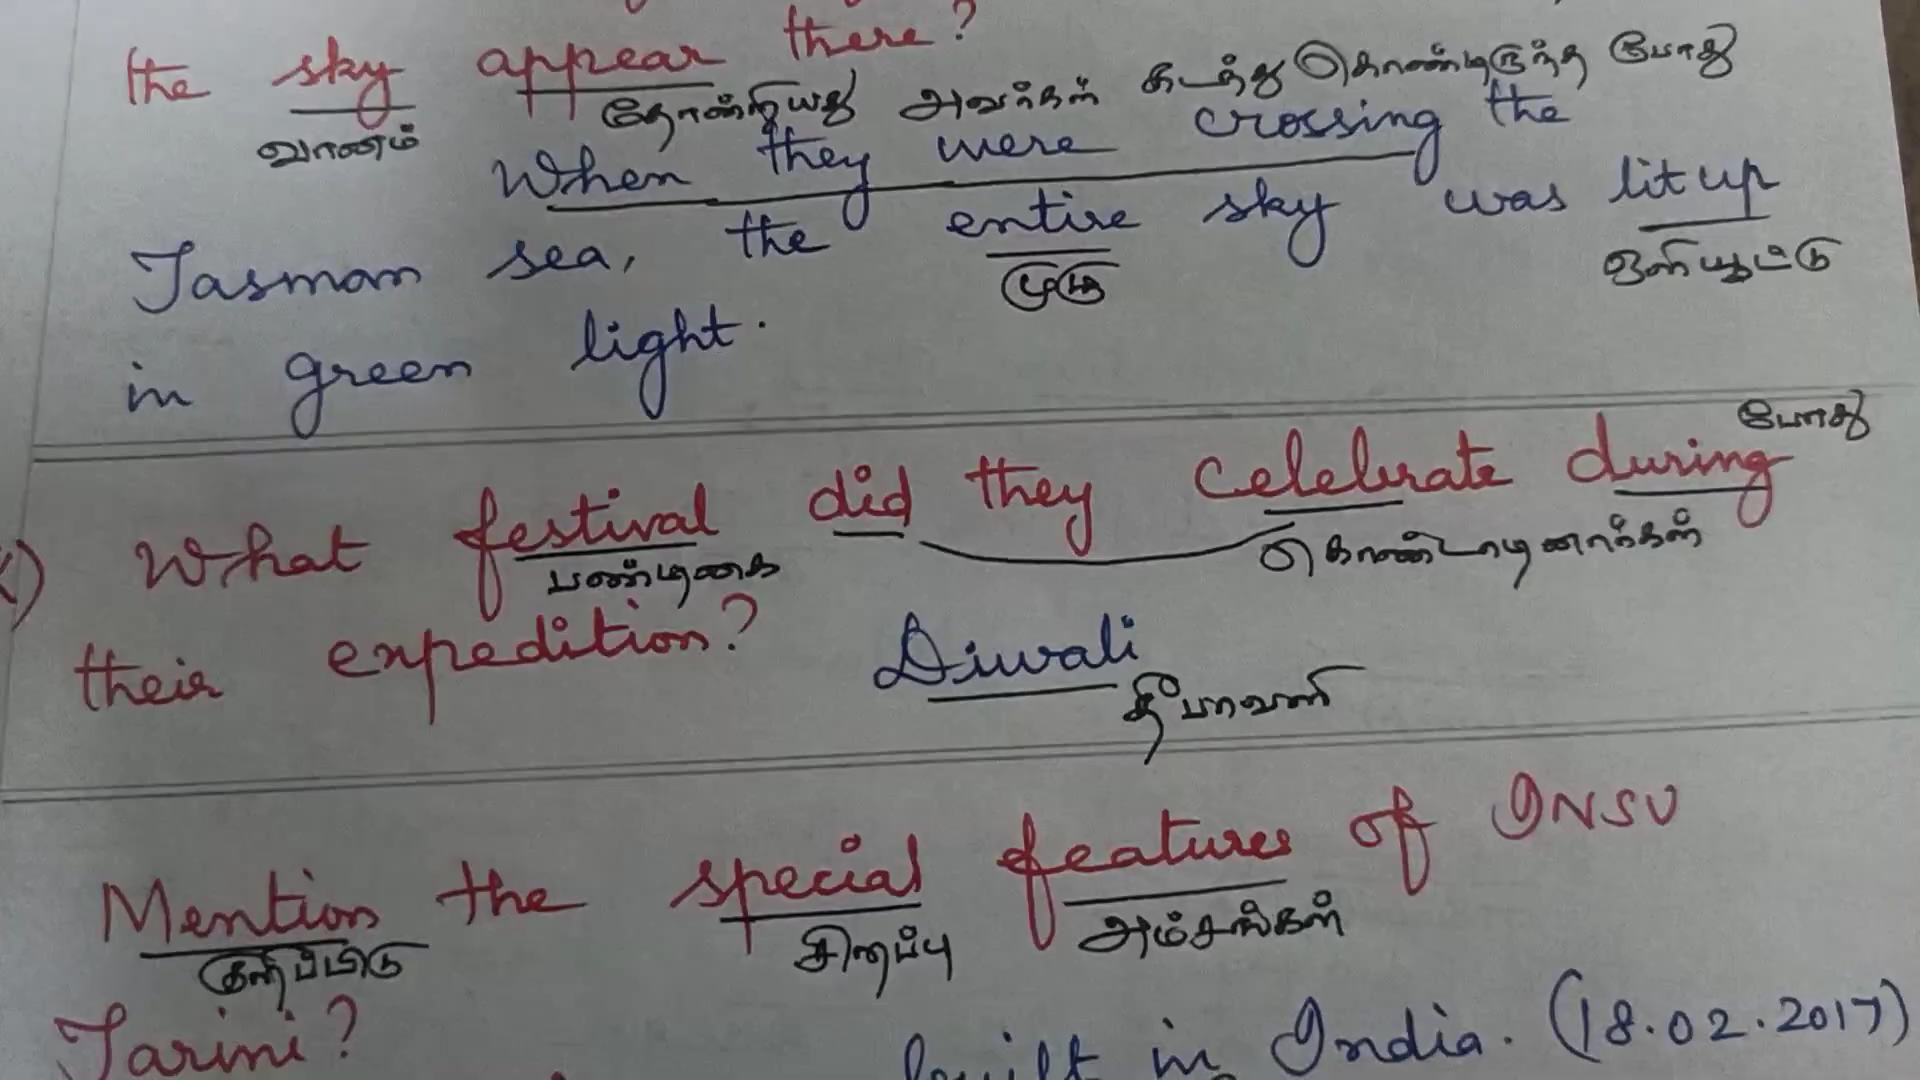 the sky appear there?
வானம் தோன்றியது அவர்கள் கடந்து கொண்டிருந்த போது
When they were crossing the
Tasman sea, the entire sky was lit up
முழு ஒளியூட்டு
in green light.
போது
What festival did they celebrate during
பண்டிகை கொண்டாடினார்கள்
their expedition? Diwali
தீபாவளி
Mention the special features of INSV
குறிப்பிடு சிறப்பு அம்சங்கள்
Tarini?
built in India. (18.02.2017)